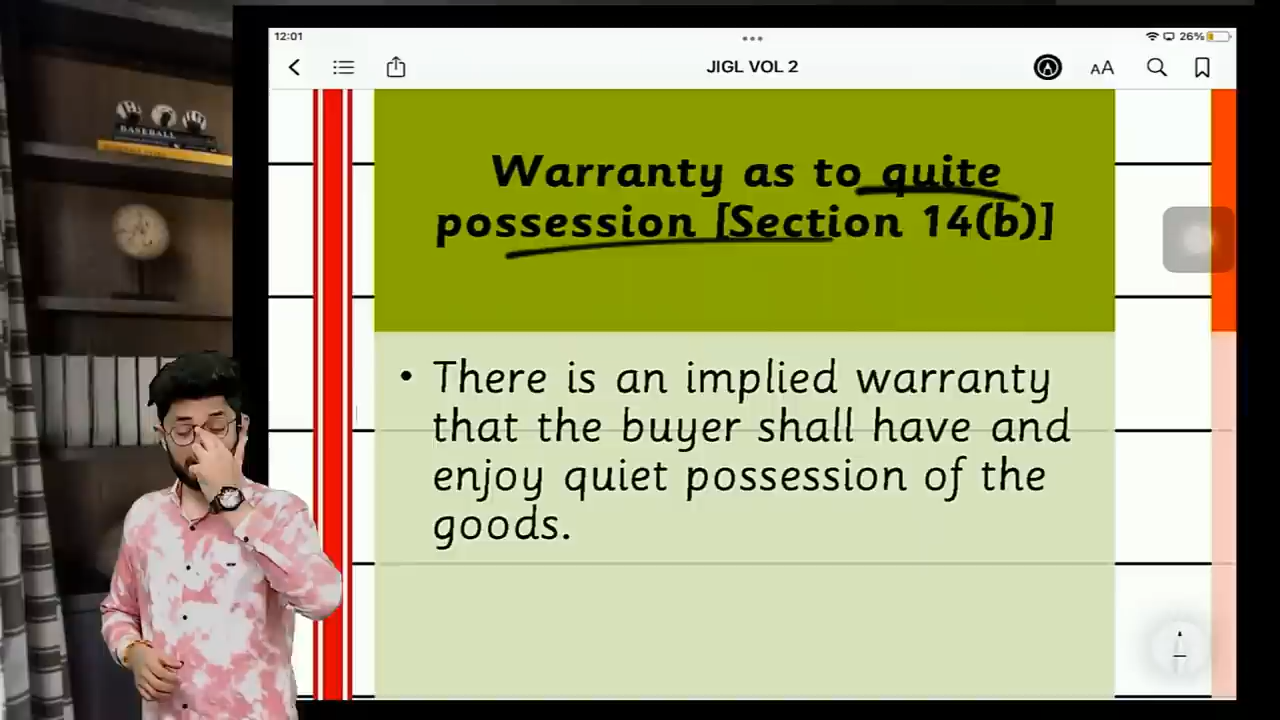 12:01
26%
JIGL VOL 2
AA
BASEBALL
Warranty as to quite
possession [Section 14(b)]
• There is an implied warranty
that the buyer shall have and
enjoy quiet possession of the
goods.